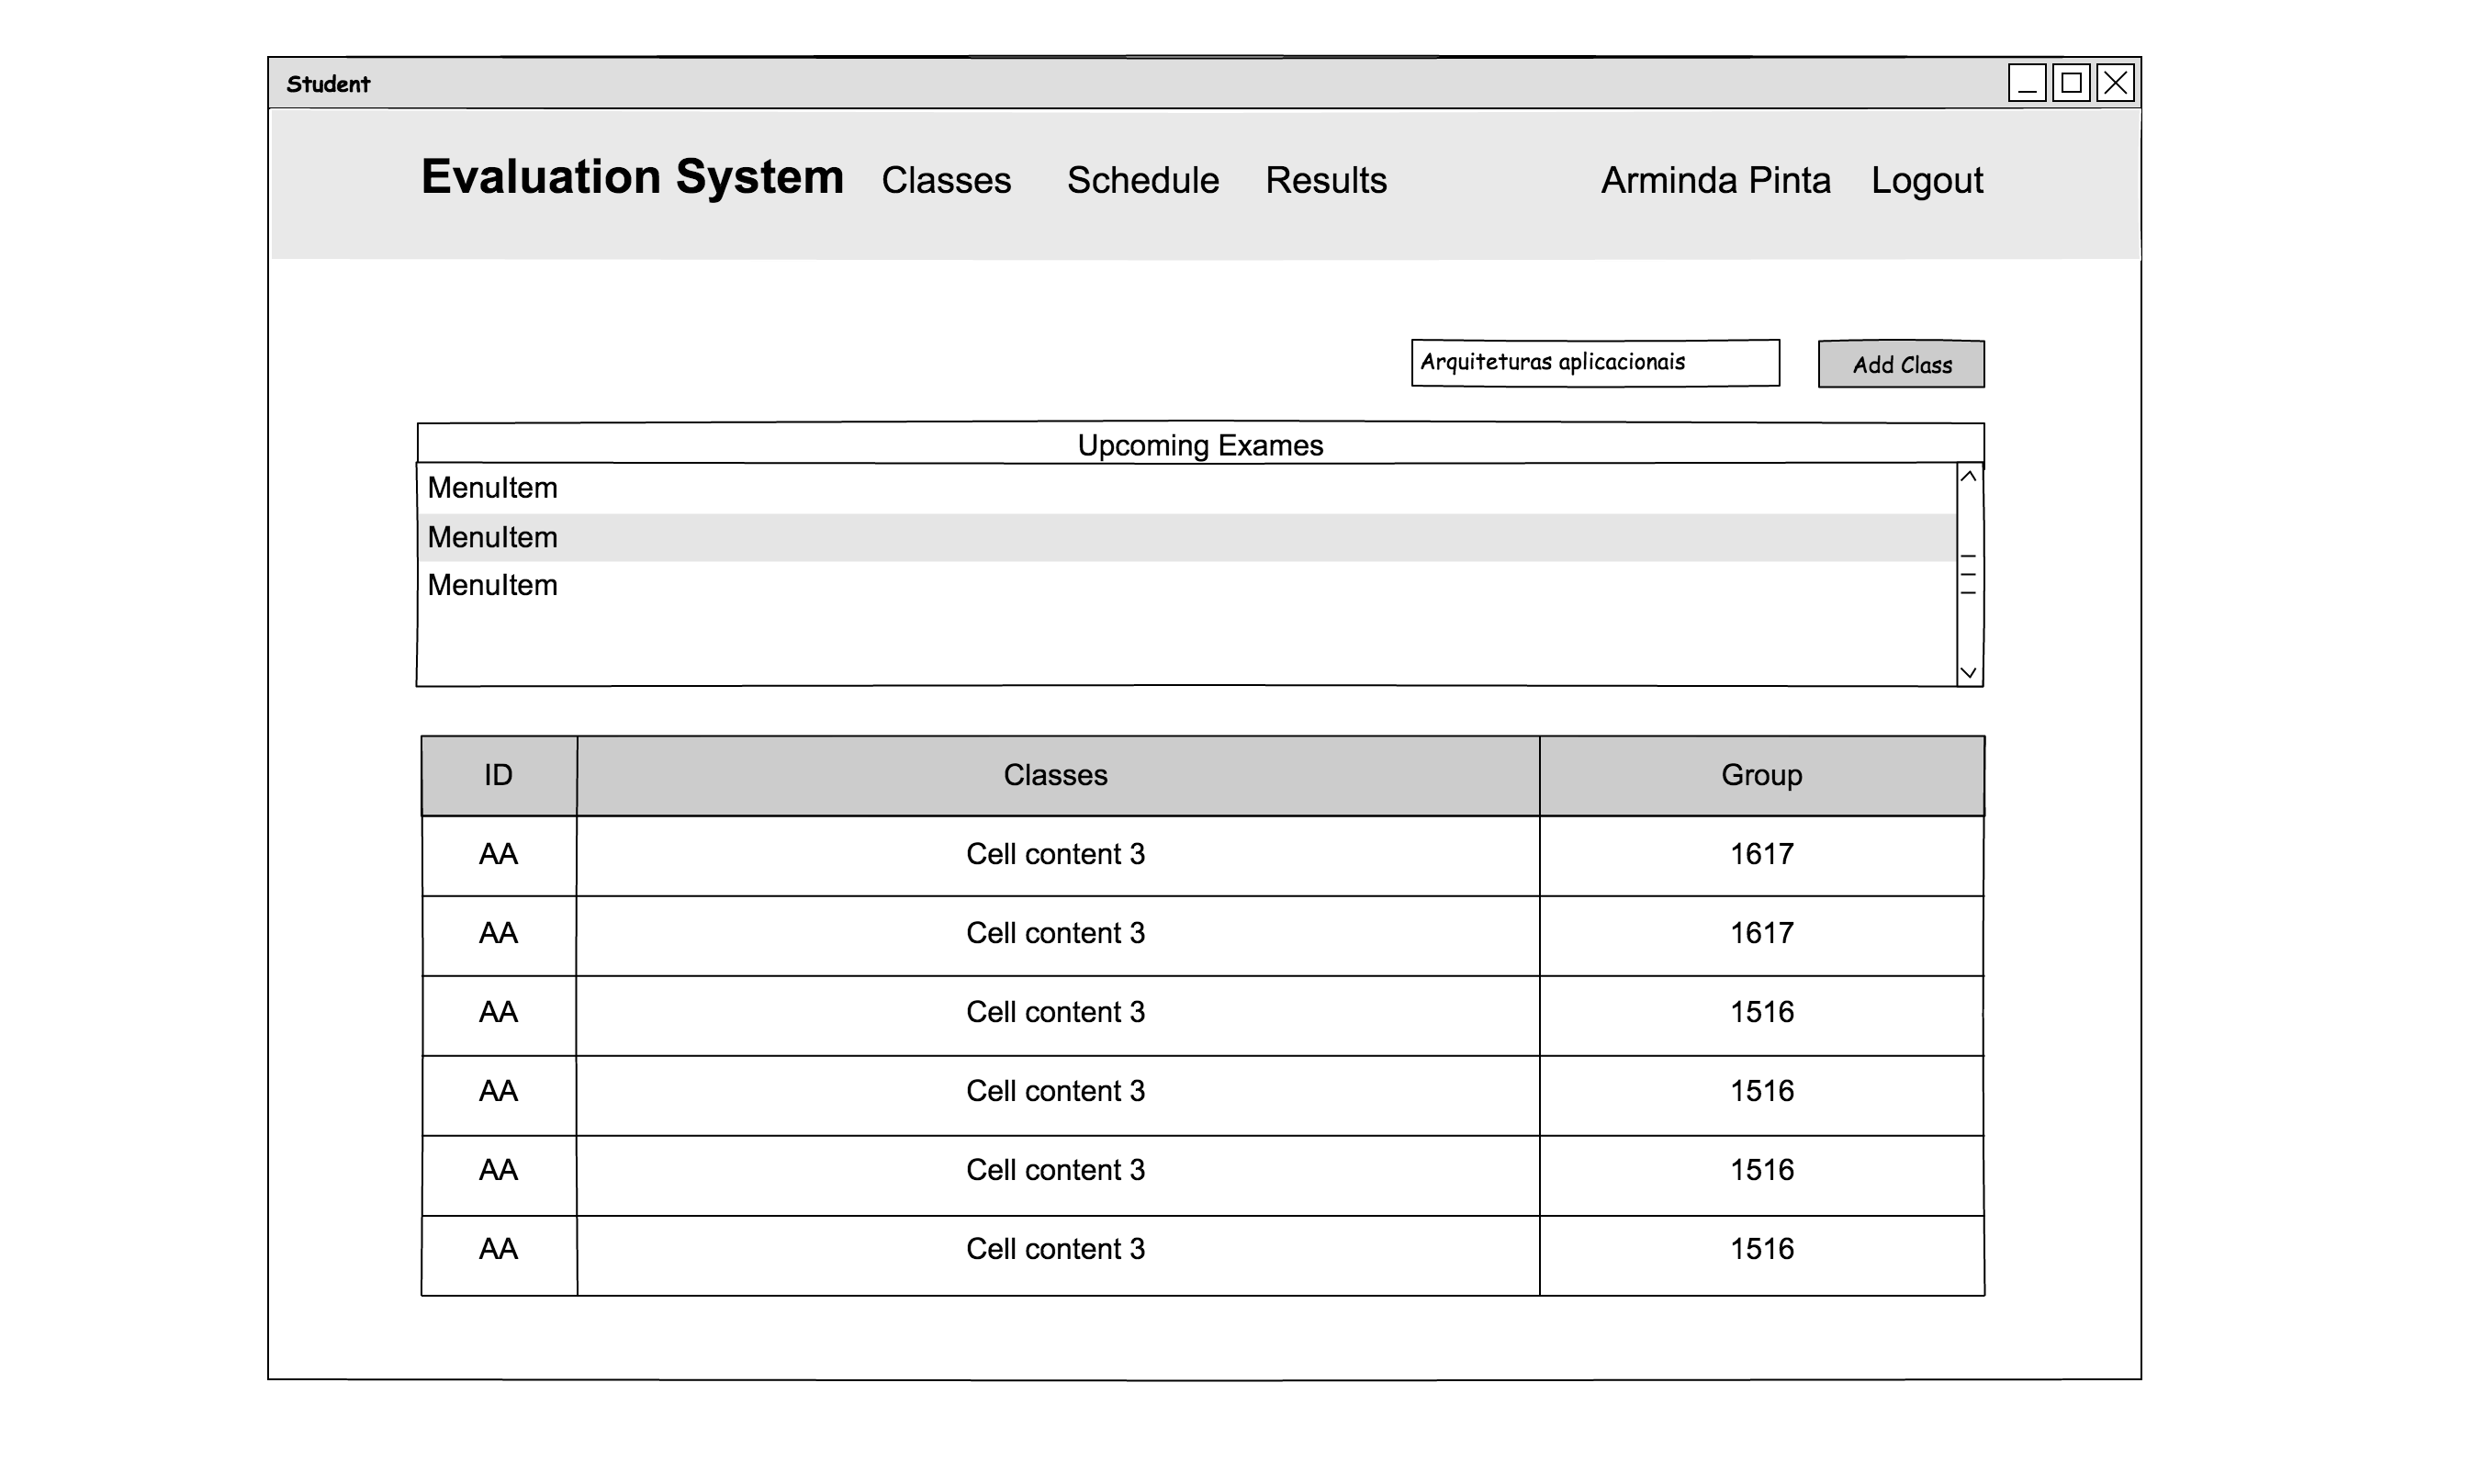 Student
Evaluation System Classes Schedule Results Arminda Pinta Logout
Arquiteturas aplicacionais Add Class
Upcoming Exames
MenuItem
MenuItem
MenuItem
ID Classes Group
AA Cell content 3 1617
AA Cell content 3 1617
AA Cell content 3 1516
AA Cell content 3 1516
AA Cell content 3 1516
AA Cell content 3 1516